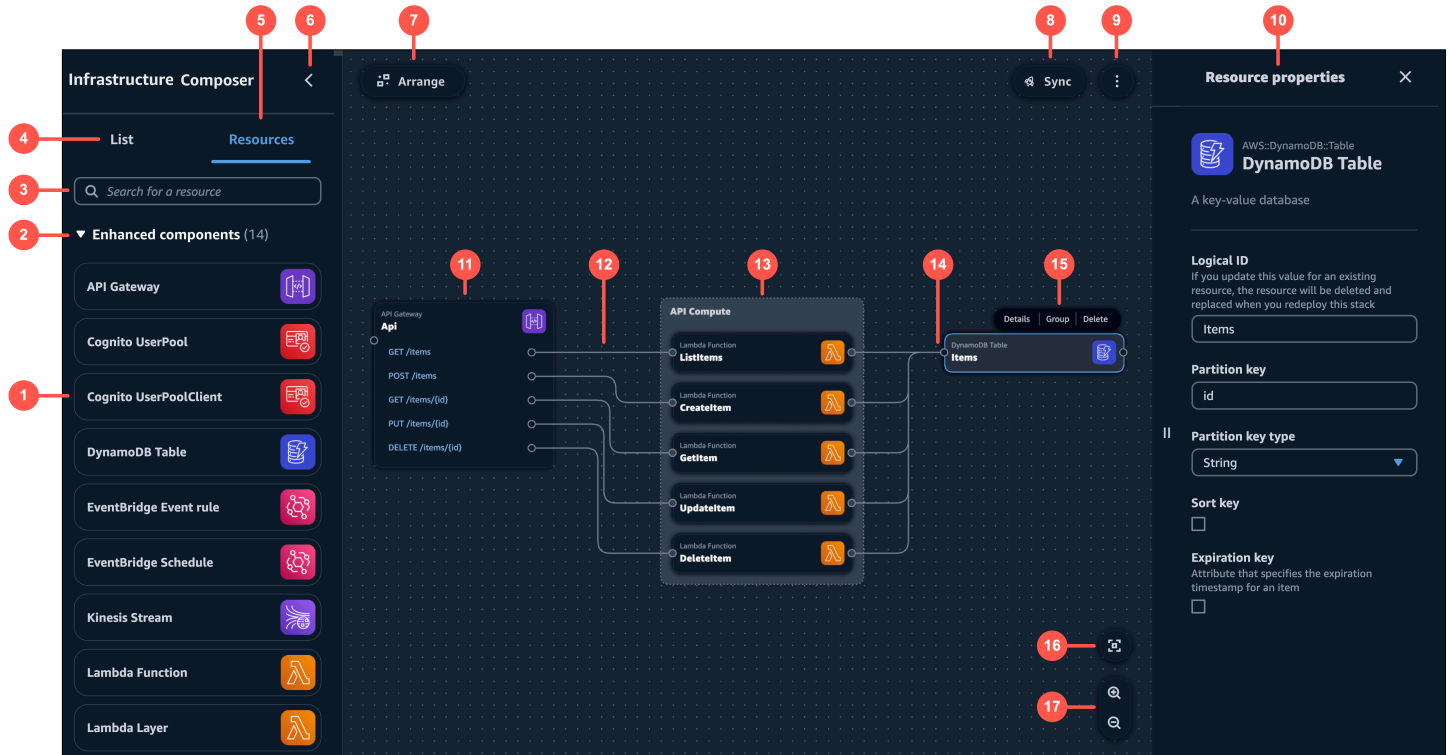 5
6
7
8
9
10
Infrastructure Composer
Arrange
Sync
Resource properties
4
List
Resources
AWS::DynamoDB::Table
DynamoDB Table
3
Search for a resource
A key-value database
2
Enhanced components (14)
API Gateway
Cognito UserPool
1
Cognito UserPoolClient
DynamoDB Table
EventBridge Event rule
EventBridge Schedule
Kinesis Stream
Lambda Function
Lambda Layer
11
12
13
14
15
API Gateway
Api
GET /items
POST /items
GET /items/{id}
PUT /items/{id}
DELETE /items/{id}
API Compute
Lambda Function
ListItems
Lambda Function
CreateItem
Lambda Function
GetItem
Lambda Function
UpdateItem
Lambda Function
DeleteItem
Details Group Delete
DynamoDB Table
Items
16
17
Logical ID
If you update this value for an existing
resource, the resource will be deleted and
replaced when you redeploy this stack
Items
Partition key
id
Partition key type
String
Sort key
Expiration key
Attribute that specifies the expiration
timestamp for an item